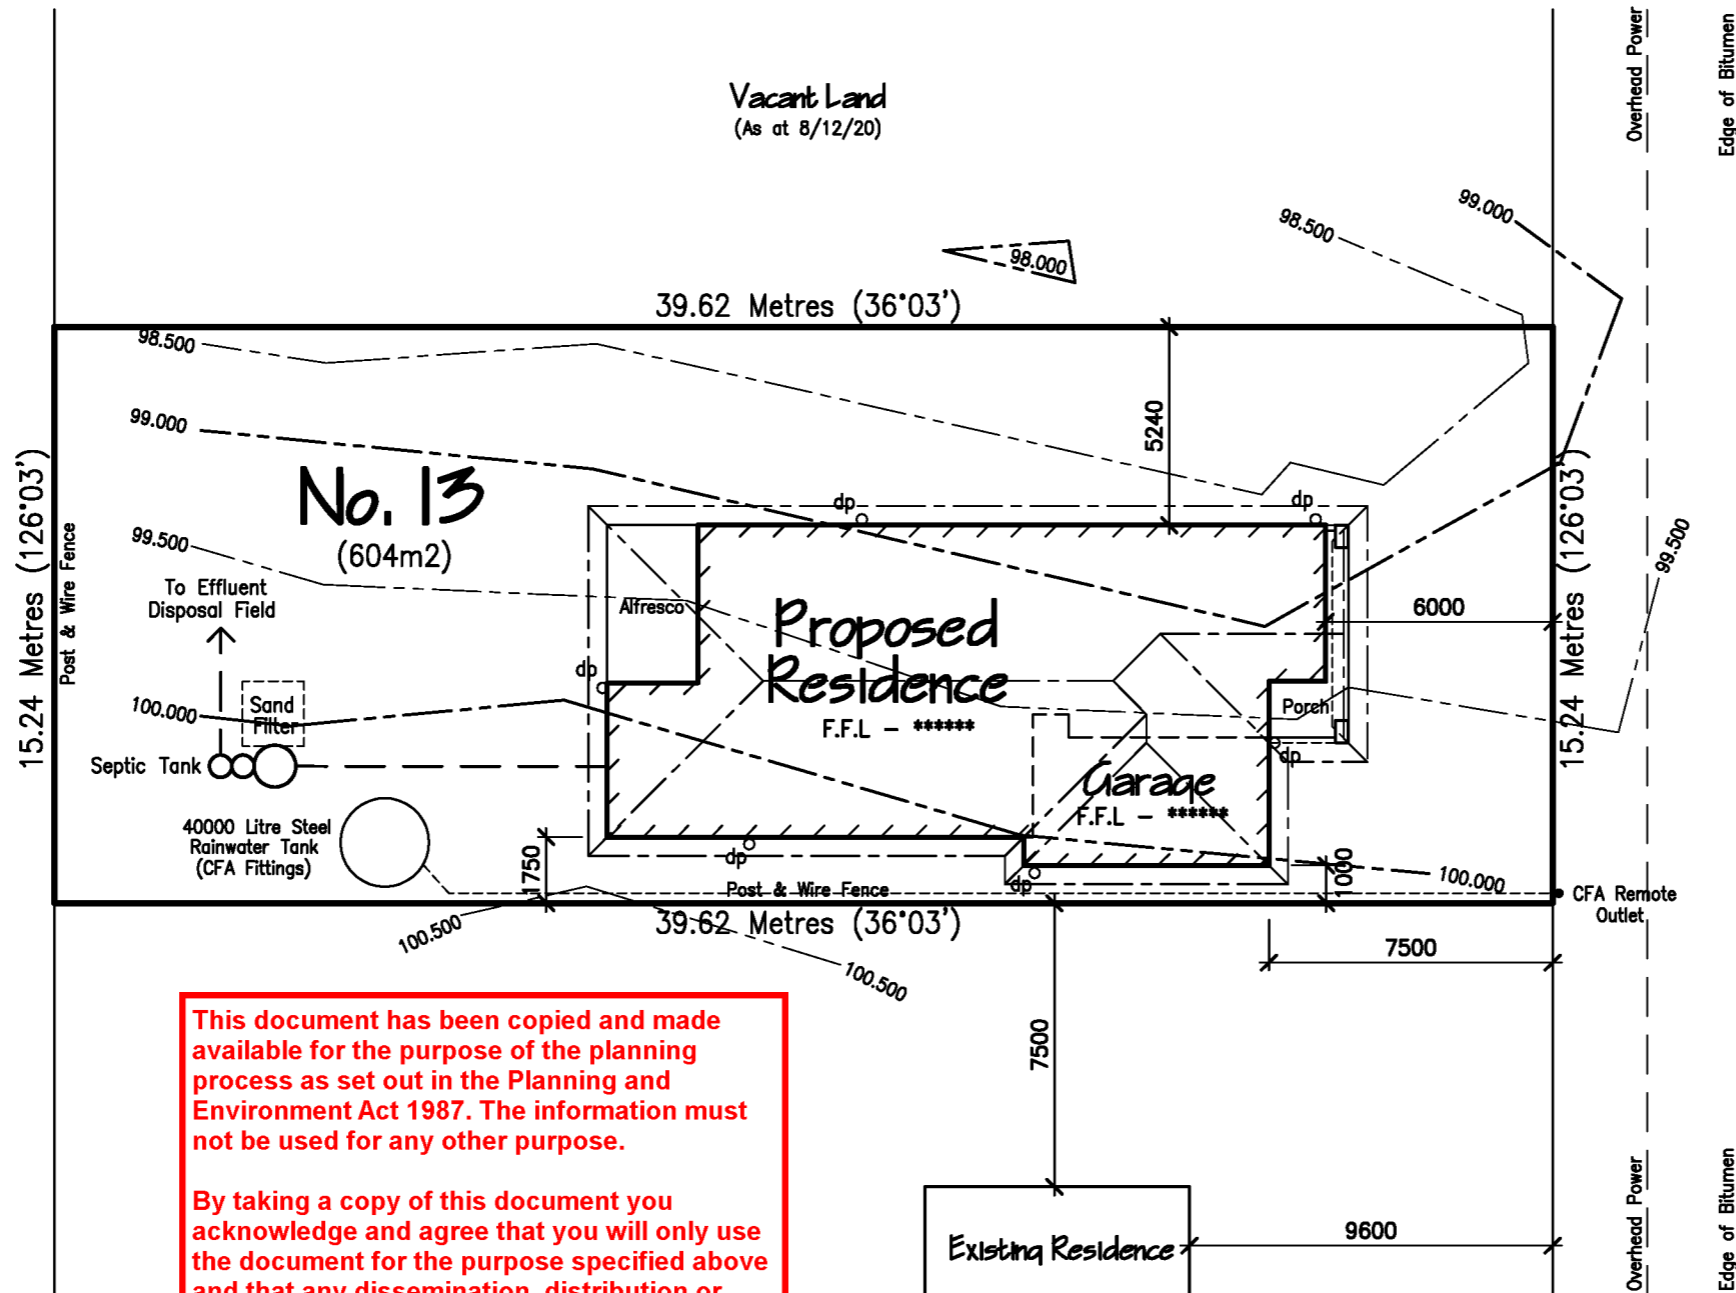 Vacant Land
(As at 8/12/20)
Overhead Power
Edge of Bitumen
99.000
98.500
98.000
39.62 Metres (36°03')
98.500
99.000
5240
No. 13
(604m2)
15.24 Metres (126°03')
Post & Wire Fence
99.500
To Effluent
Disposal Field
dp
dp
Alfresco
Proposed
Residence
F.F.L - ******
6000
15.24 Metres (126°03')
99.500
dp
100.000
Sand
Filter
Septic Tank
Porch
dp
Garage
F.F.L - ******
40000 Litre Steel
Rainwater Tank
(CFA Fittings)
1750
dp
dp
1000
100.000
Post & Wire Fence
CFA Remote
Outlet
39.62 Metres (36°03')
100.500
100.500
7500
7500
This document has been copied and made
available for the purpose of the planning
process as set out in the Planning and
Environment Act 1987. The information must
not be used for any other purpose.
By taking a copy of this document you
acknowledge and agree that you will only use
the document for the purpose specified above
and that any dissemination, distribution or
Existing Residence
9600
Overhead Power
Edge of Bitumen